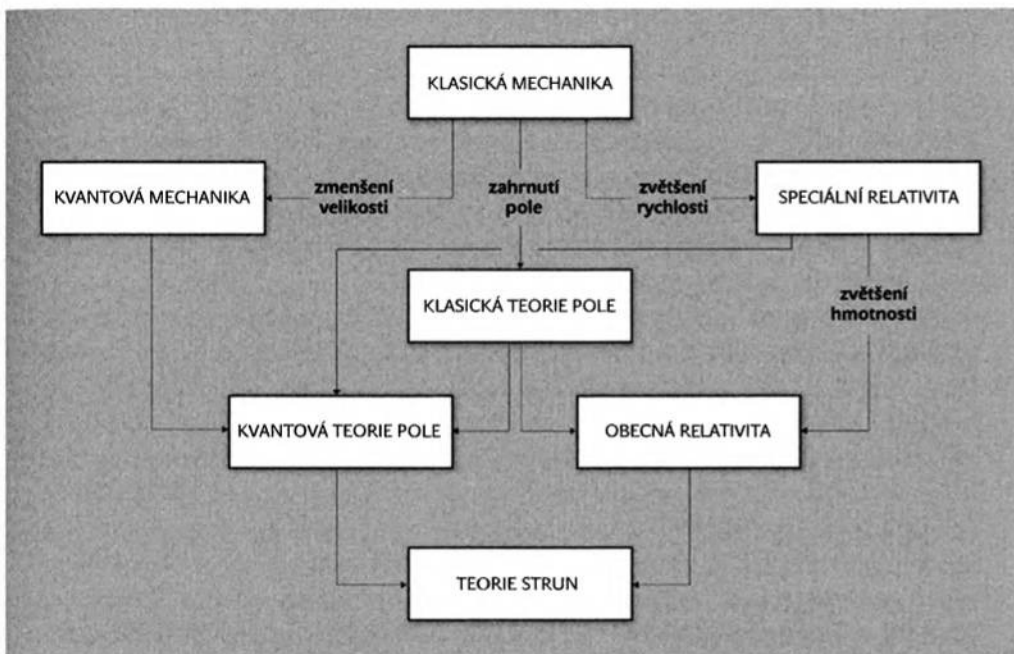 KLASICKÁ MECHANIKA
KVANTOVÁ MECHANIKA
zmenšení
velikosti
zahrnutí
pole
zvětšení
rychlosti
SPECIÁLNÍ RELATIVITA
KLASICKÁ TEORIE POLE
zvětšení
hmotnosti
KVANTOVÁ TEORIE POLE
OBECNÁ RELATIVITA
TEORIE STRUN